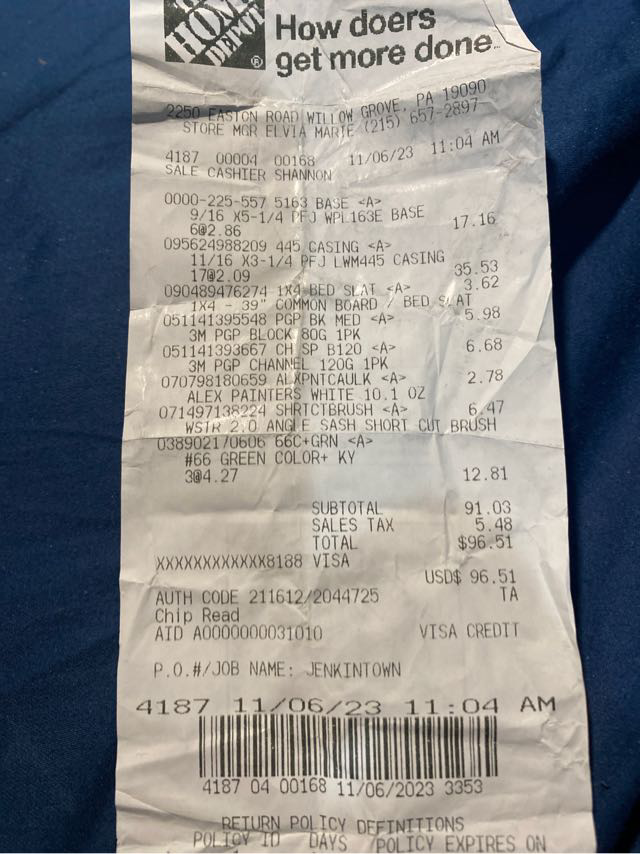 THE HOME DEPOT ®
How doers
get more done
2250 EASTON ROAD WILLOW GROVE, PA 19090
STORE MGR ELVIA MARIE (215) 657-2897
4187 00004 00168 11/06/23 11:04 AM
SALE CASHIER SHANNON
0000-225-557 5163 BASE <A>
9/16 X5-1/4 PFJ WPL163E BASE
6@2.86 17.16
095624988209 445 CASING <A>
11/16 X3-1/4 PFJ LWM445 CASING
17@2.09 35.53
090489476274 1X4 BED SLAT <A> 3.62
1X4 - 39" COMMON BOARD / BED SLAT
051141395548 PGP BK MED <A> 5.98
3M PGP BLOCK 80G 1PK
051141393667 CH SP B120 <A> 6.68
3M PGP CHANNEL 120G 1PK
070798180659 ALXPNTCAULK <A> 2.78
ALEX PAINTERS WHITE 10.1 OZ
071497138224 SHRTCTBRUSH <A> 6.47
WSTR 2.0 ANGLE SASH SHORT CUT BRUSH
038902170606 66C+GRN <A>
#66 GREEN COLOR+ KY
3@4.27 12.81
SUBTOTAL 91.03
SALES TAX 5.48
TOTAL $96.51
XXXXXXXXXXXX8188 VISA
USD$ 96.51
AUTH CODE 211612/2044725 TA
Chip Read
AID A0000000031010 VISA CREDIT
P.O.#/JOB NAME: JENKINTOWN
4187 11/06/23 11:04 AM
4187 04 00168 11/06/2023 3353
RETURN POLICY DEFINITIONS
POLICY ID DAYS POLICY EXPIRES ON